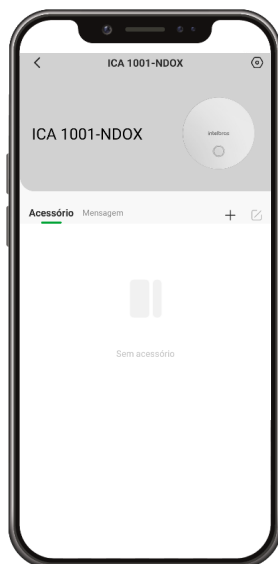 ICA 1001-NDOX
ICA 1001-NDOX
intelbras
Acessório Mensagem
Sem acessório